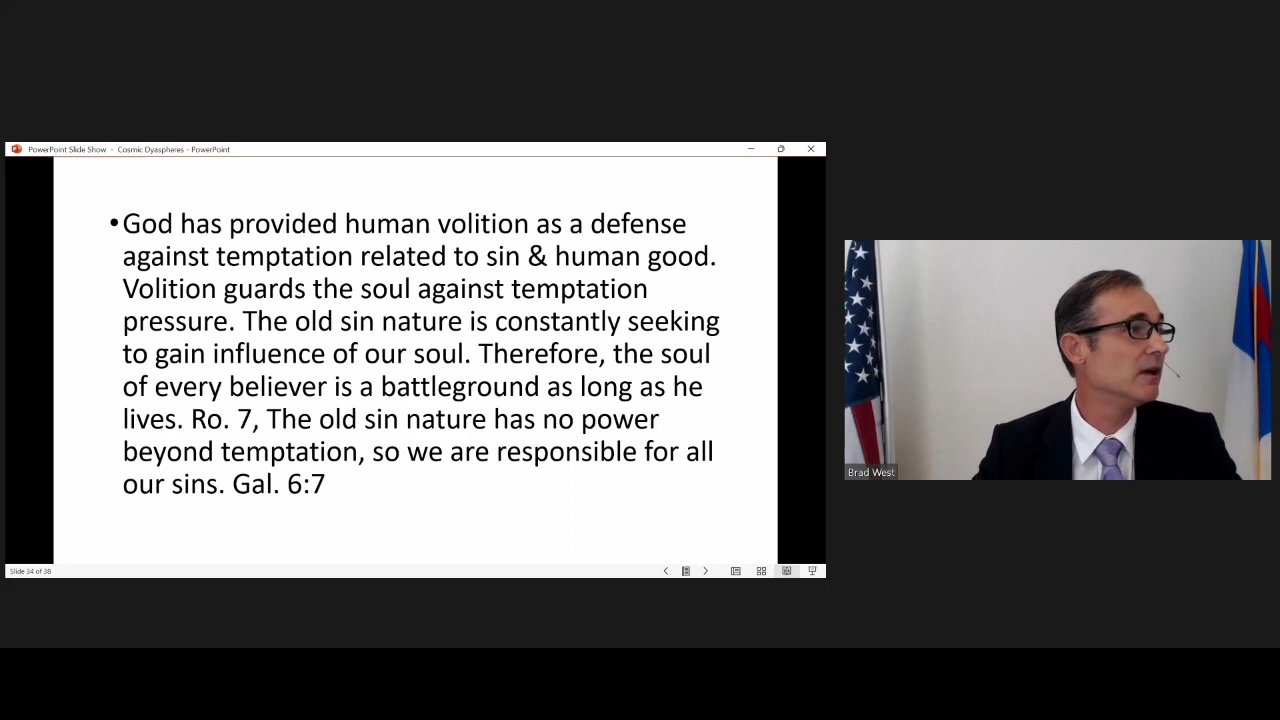 PowerPoint Slide Show - Cosmic Dyaspheres - PowerPoint
•God has provided human volition as a defense
against temptation related to sin & human good.
Volition guards the soul against temptation
pressure. The old sin nature is constantly seeking
to gain influence of our soul. Therefore, the soul
of every believer is a battleground as long as he
lives. Ro. 7, The old sin nature has no power
beyond temptation, so we are responsible for all
our sins. Gal. 6:7
Slide 34 of 38
Brad West